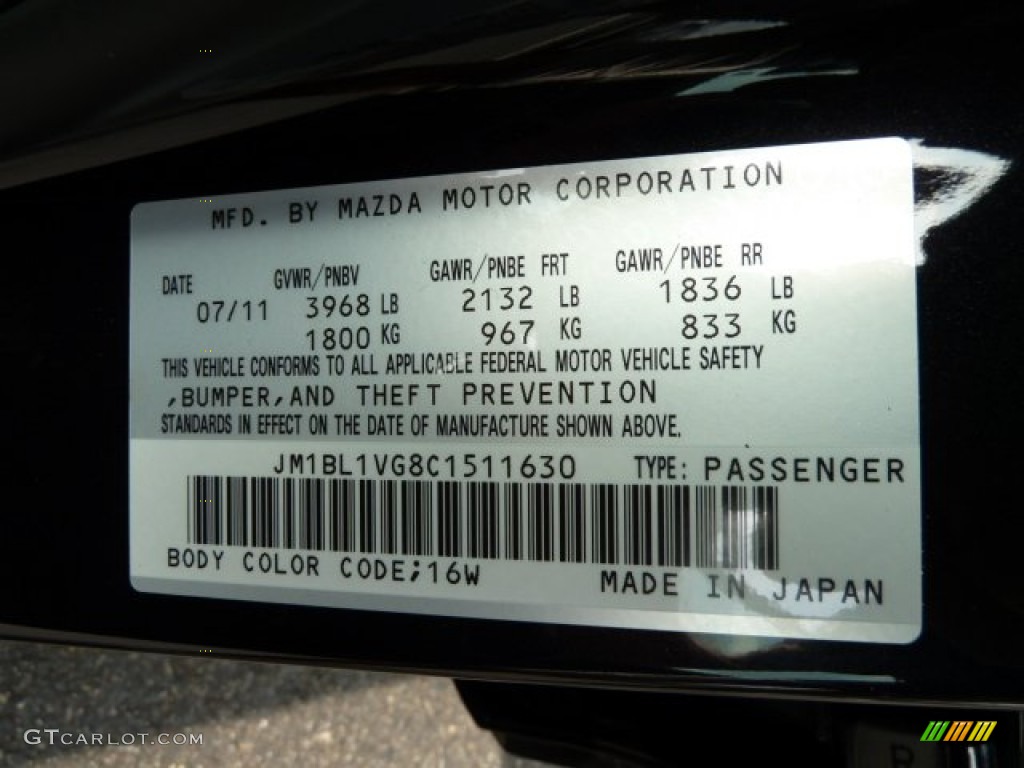 MFD. BY MAZDA MOTOR CORPORATION
DATE GVWR/PNBV GAWR/PNBE FRT GAWR/PNBE RR
07/11 3968 LB 2132 LB 1836 LB
1800 KG 967 KG 833 KG
THIS VEHICLE CONFORMS TO ALL APPLICABLE FEDERAL MOTOR VEHICLE SAFETY
,BUMPER,AND THEFT PREVENTION
STANDARDS IN EFFECT ON THE DATE OF MANUFACTURE SHOWN ABOVE.
JM1BL1VG8C1511630 TYPE: PASSENGER
BODY COLOR CODE;16W MADE IN JAPAN
GTCARLOT.COM